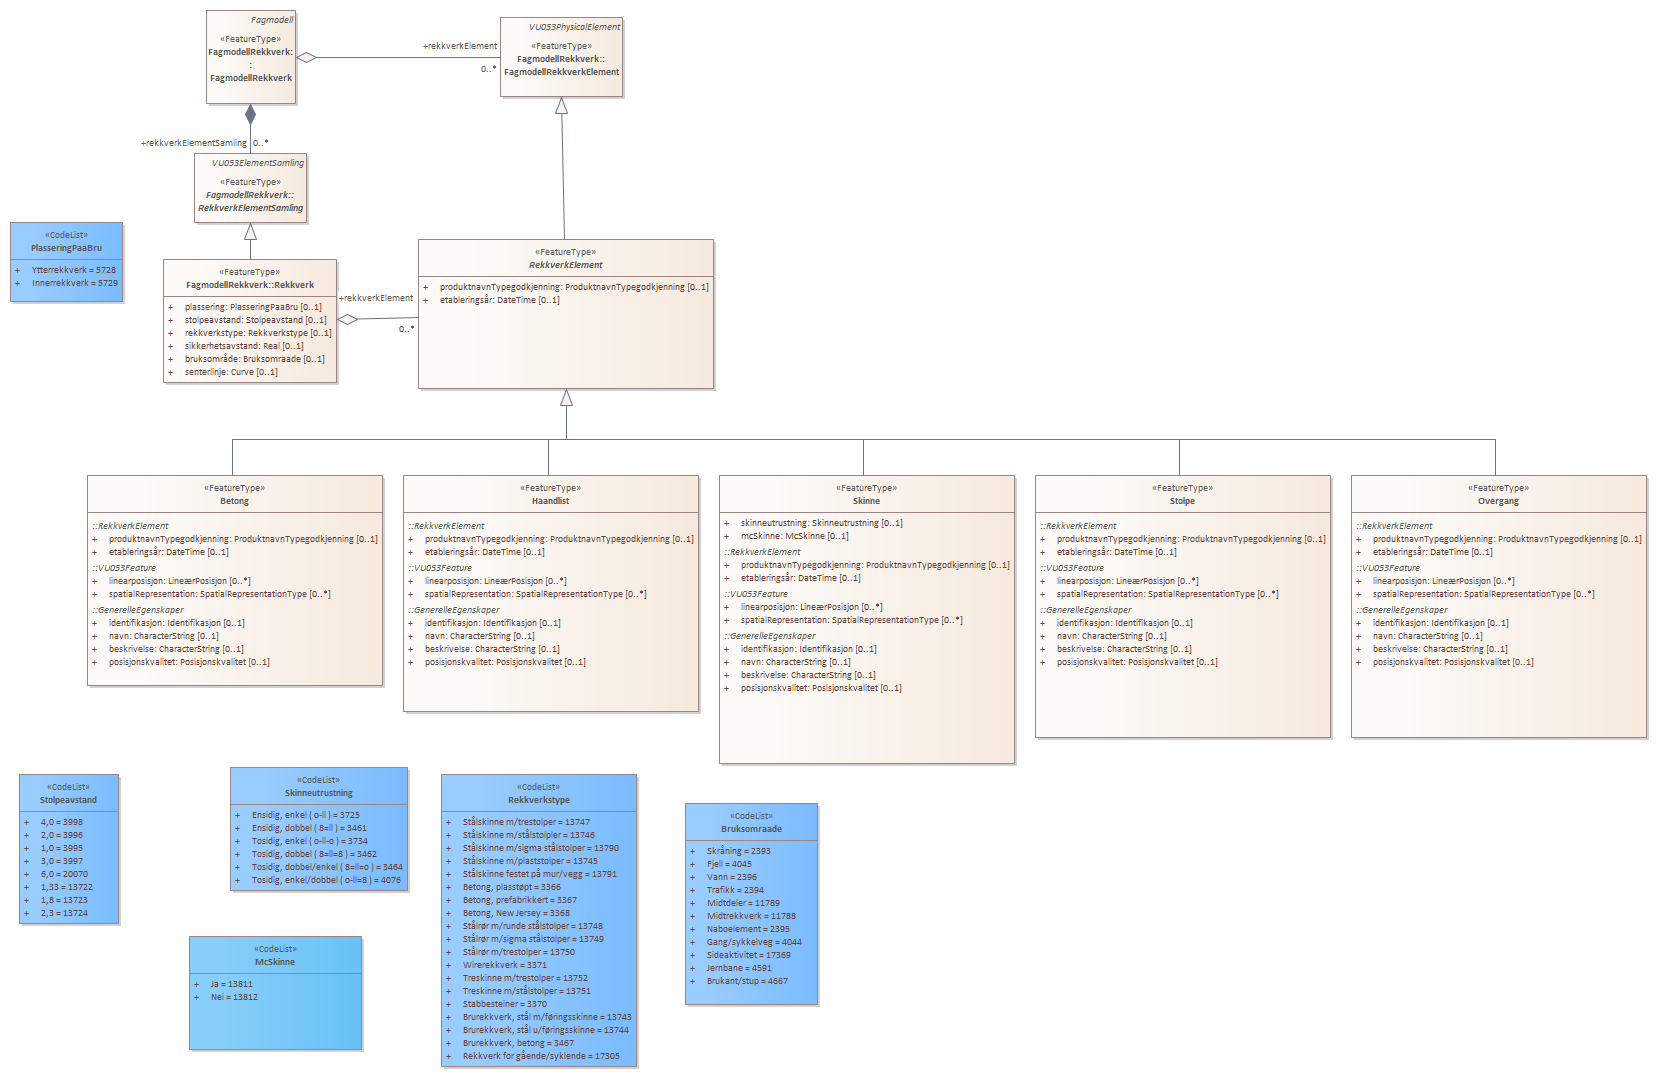 Fagmodell
«FeatureType»
FagmodellRekkverk:
:
FagmodellRekkverk
+rekkverkElement
0..*
VU053PhysicalElement
«FeatureType»
FagmodellRekkverk::
FagmodellRekkverkElement
+rekkverkElementSamling
0..*
VU053ElementSamling
«FeatureType»
FagmodellRekkverk::
RekkverkElementSamling
«CodeList»
PlasseringPaaBru
+ Ytterrekkverk = 5728
+ Innerrekkverk = 5729
«FeatureType»
FagmodellRekkverk::Rekkverk
+ plassering: PlasseringPaaBru [0..1]
+ stolpeavstand: Stolpeavstand [0..1]
+ rekkverkstype: Rekkverkstype [0..1]
+ sikkerhetsavstand: Real [0..1]
+ bruksområde: Bruksomraade [0..1]
+ senterlinje: Curve [0..1]
+rekkverkElement
0..*
«FeatureType»
RekkverkElement
+ produktnavnTypegodkjenning: ProduktnavnTypegodkjenning [0..1]
+ etableringsår: DateTime [0..1]
«FeatureType»
Betong
::RekkverkElement
+ produktnavnTypegodkjenning: ProduktnavnTypegodkjenning [0..1]
+ etableringsår: DateTime [0..1]
::VU053Feature
+ linearposisjon: LineærPosisjon [0..*]
+ spatialRepresentation: SpatialRepresentationType [0..*]
::GenerelleEgenskaper
+ identifikasjon: Identifikasjon [0..1]
+ navn: CharacterString [0..1]
+ beskrivelse: CharacterString [0..1]
+ posisjonskvalitet: Posisjonskvalitet [0..1]
«FeatureType»
Haandlist
::RekkverkElement
+ produktnavnTypegodkjenning: ProduktnavnTypegodkjenning [0..1]
+ etableringsår: DateTime [0..1]
::VU053Feature
+ linearposisjon: LineærPosisjon [0..*]
+ spatialRepresentation: SpatialRepresentationType [0..*]
::GenerelleEgenskaper
+ identifikasjon: Identifikasjon [0..1]
+ navn: CharacterString [0..1]
+ beskrivelse: CharacterString [0..1]
+ posisjonskvalitet: Posisjonskvalitet [0..1]
«FeatureType»
Skinne
+ skinneutrustning: Skinneutrustning [0..1]
+ mcSkinne: McSkinne [0..1]
::RekkverkElement
+ produktnavnTypegodkjenning: ProduktnavnTypegodkjenning [0..1]
+ etableringsår: DateTime [0..1]
::VU053Feature
+ linearposisjon: LineærPosisjon [0..*]
+ spatialRepresentation: SpatialRepresentationType [0..*]
::GenerelleEgenskaper
+ identifikasjon: Identifikasjon [0..1]
+ navn: CharacterString [0..1]
+ beskrivelse: CharacterString [0..1]
+ posisjonskvalitet: Posisjonskvalitet [0..1]
«FeatureType»
Stolpe
::RekkverkElement
+ produktnavnTypegodkjenning: ProduktnavnTypegodkjenning [0..1]
+ etableringsår: DateTime [0..1]
::VU053Feature
+ linearposisjon: LineærPosisjon [0..*]
+ spatialRepresentation: SpatialRepresentationType [0..*]
::GenerelleEgenskaper
+ identifikasjon: Identifikasjon [0..1]
+ navn: CharacterString [0..1]
+ beskrivelse: CharacterString [0..1]
+ posisjonskvalitet: Posisjonskvalitet [0..1]
«FeatureType»
Overgang
::RekkverkElement
+ produktnavnTypegodkjenning: ProduktnavnTypegodkjenning [0..1]
+ etableringsår: DateTime [0..1]
::VU053Feature
+ linearposisjon: LineærPosisjon [0..*]
+ spatialRepresentation: SpatialRepresentationType [0..*]
::GenerelleEgenskaper
+ identifikasjon: Identifikasjon [0..1]
+ navn: CharacterString [0..1]
+ beskrivelse: CharacterString [0..1]
+ posisjonskvalitet: Posisjonskvalitet [0..1]
«CodeList»
Stolpeavstand
+ 4,0 = 3998
+ 2,0 = 3996
+ 1,0 = 3995
+ 3,0 = 3997
+ 6,0 = 20070
+ 1,33 = 13722
+ 1,8 = 13723
+ 2,3 = 13724
«CodeList»
Skinneutrustning
+ Ensidig, enkel ( o-ll ) = 3725
+ Ensidig, dobbel ( 8=ll ) = 3461
+ Tosidig, enkel ( o-ll-o ) = 3734
+ Tosidig, dobbel ( 8=ll=8 ) = 3462
+ Tosidig, dobbel/enkel ( 8=ll=o ) = 3464
+ Tosidig, enkel/dobbel ( o-ll=8 ) = 4076
«CodeList»
McSkinne
+ Ja = 13811
+ Nei = 13812
«CodeList»
Rekkverkstype
+ Stålskinne m/trestolper = 13747
+ Stålskinne m/stålstolpler = 13746
+ Stålskinne m/sigma stålstolper = 13790
+ Stålskinne m/plaststolper = 13745
+ Stålskinne festet på mur/vegg = 13791
+ Betong, plasstøpt = 3366
+ Betong, prefabrikkert = 3367
+ Betong, New Jersey = 3368
+ Stålrør m/runde stålstolper = 13748
+ Stålrør m/sigma stålstolper = 13749
+ Stålrør m/trestolper = 13750
+ Wirerekkverk = 3371
+ Treskinne m/trestolper = 13752
+ Treskinne m/stålstolper = 13751
+ Stabbesteiner = 3370
+ Brurekkverk, stål m/føringsskinne = 13743
+ Brurekkverk, stål u/føringsskinne = 13744
+ Brurekkverk, betong = 3467
+ Rekkverk for gående/syklende = 17305
«CodeList»
Bruksomraade
+ Skråning = 2393
+ Fjell = 4045
+ Vann = 2396
+ Trafikk = 2394
+ Midtdeler = 11789
+ Midtrekkverk = 11788
+ Naboelement = 2395
+ Gang/sykkelveg = 4044
+ Sideaktivitet = 17369
+ Jernbane = 4591
+ Brukant/stup = 4667